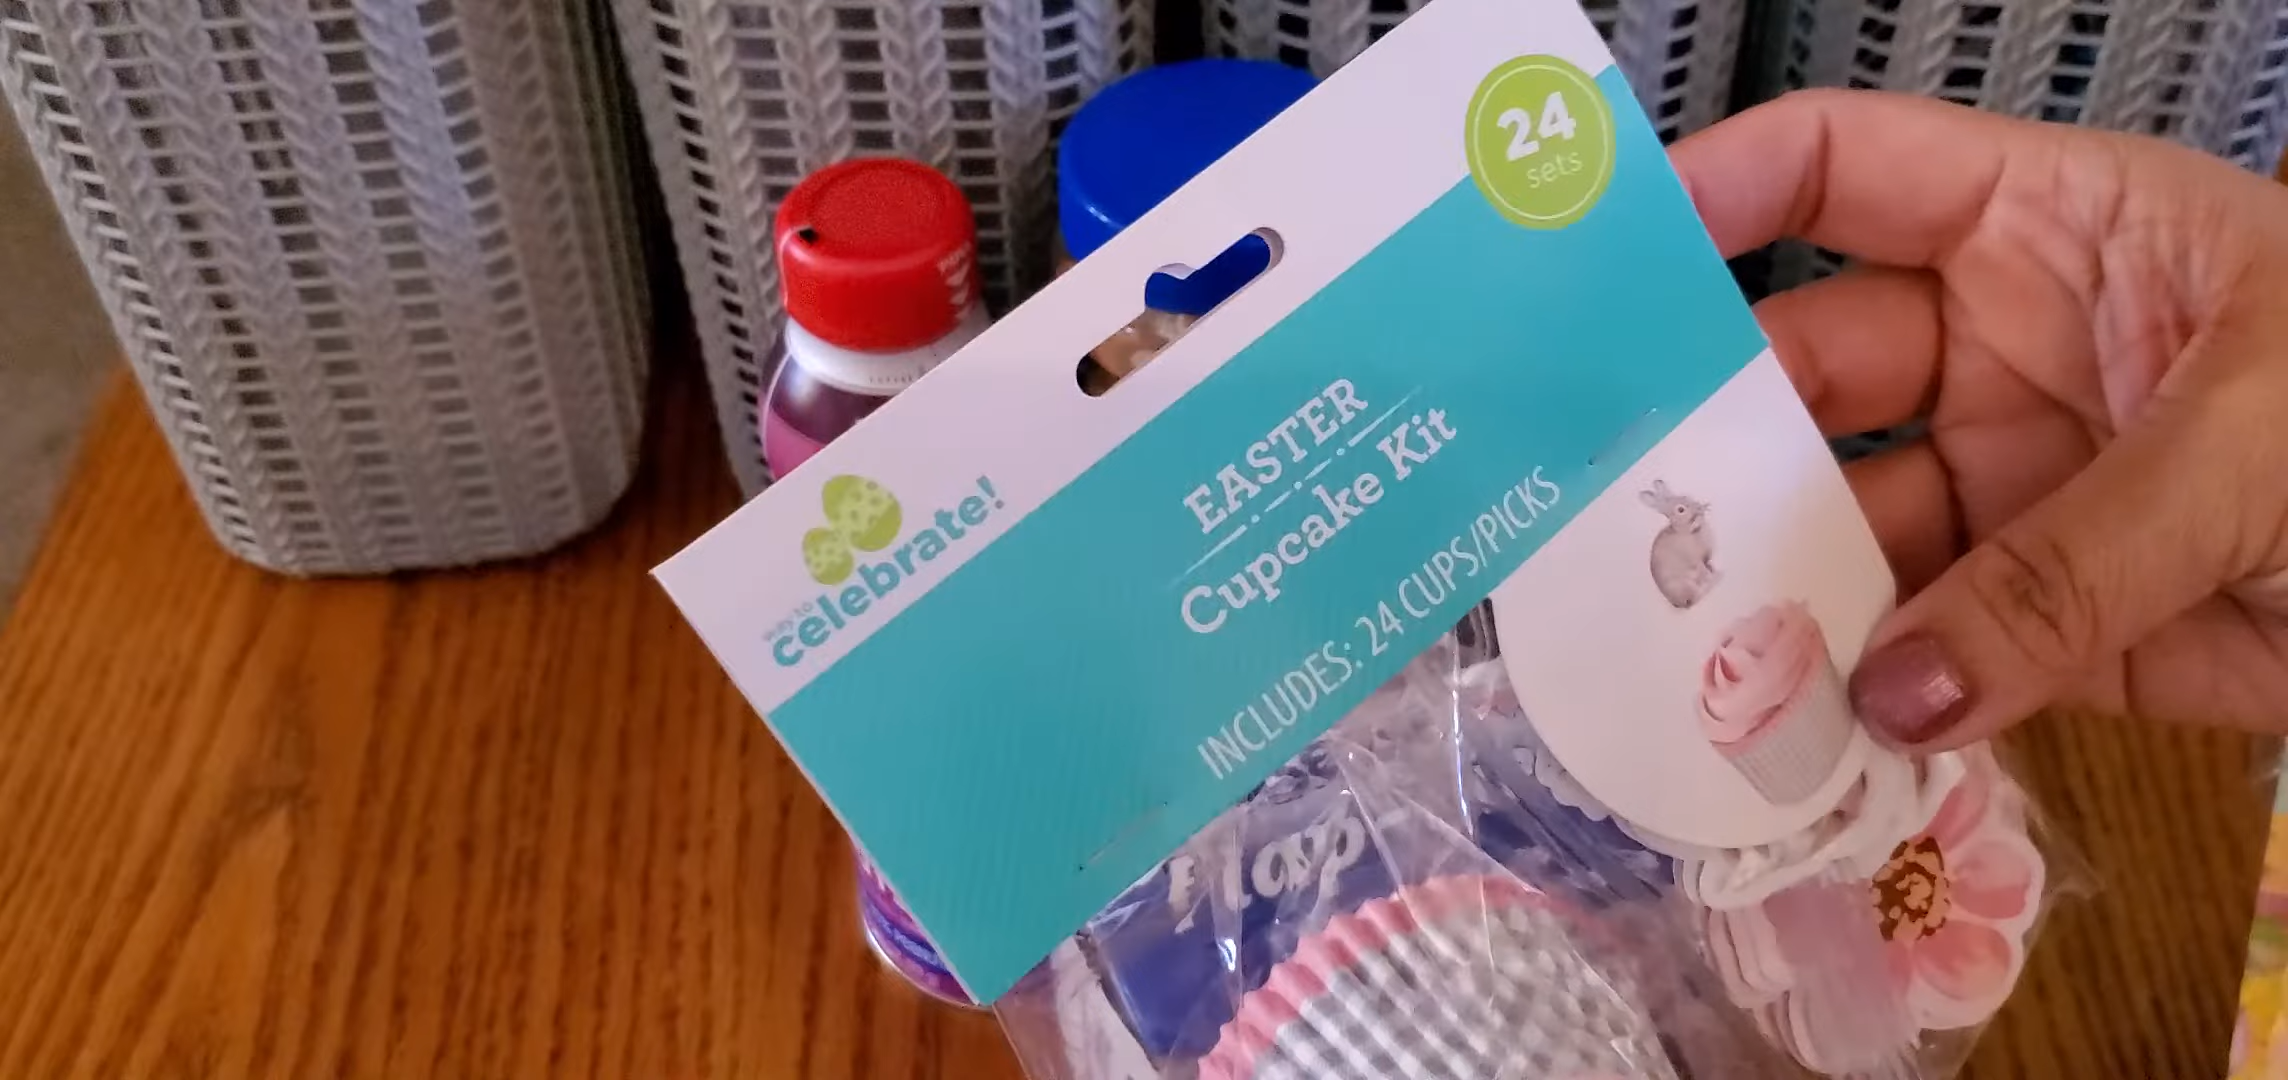 24
sets
way to
celebrate!
EASTER
Cupcake Kit
INCLUDES: 24 CUPS/PICKS